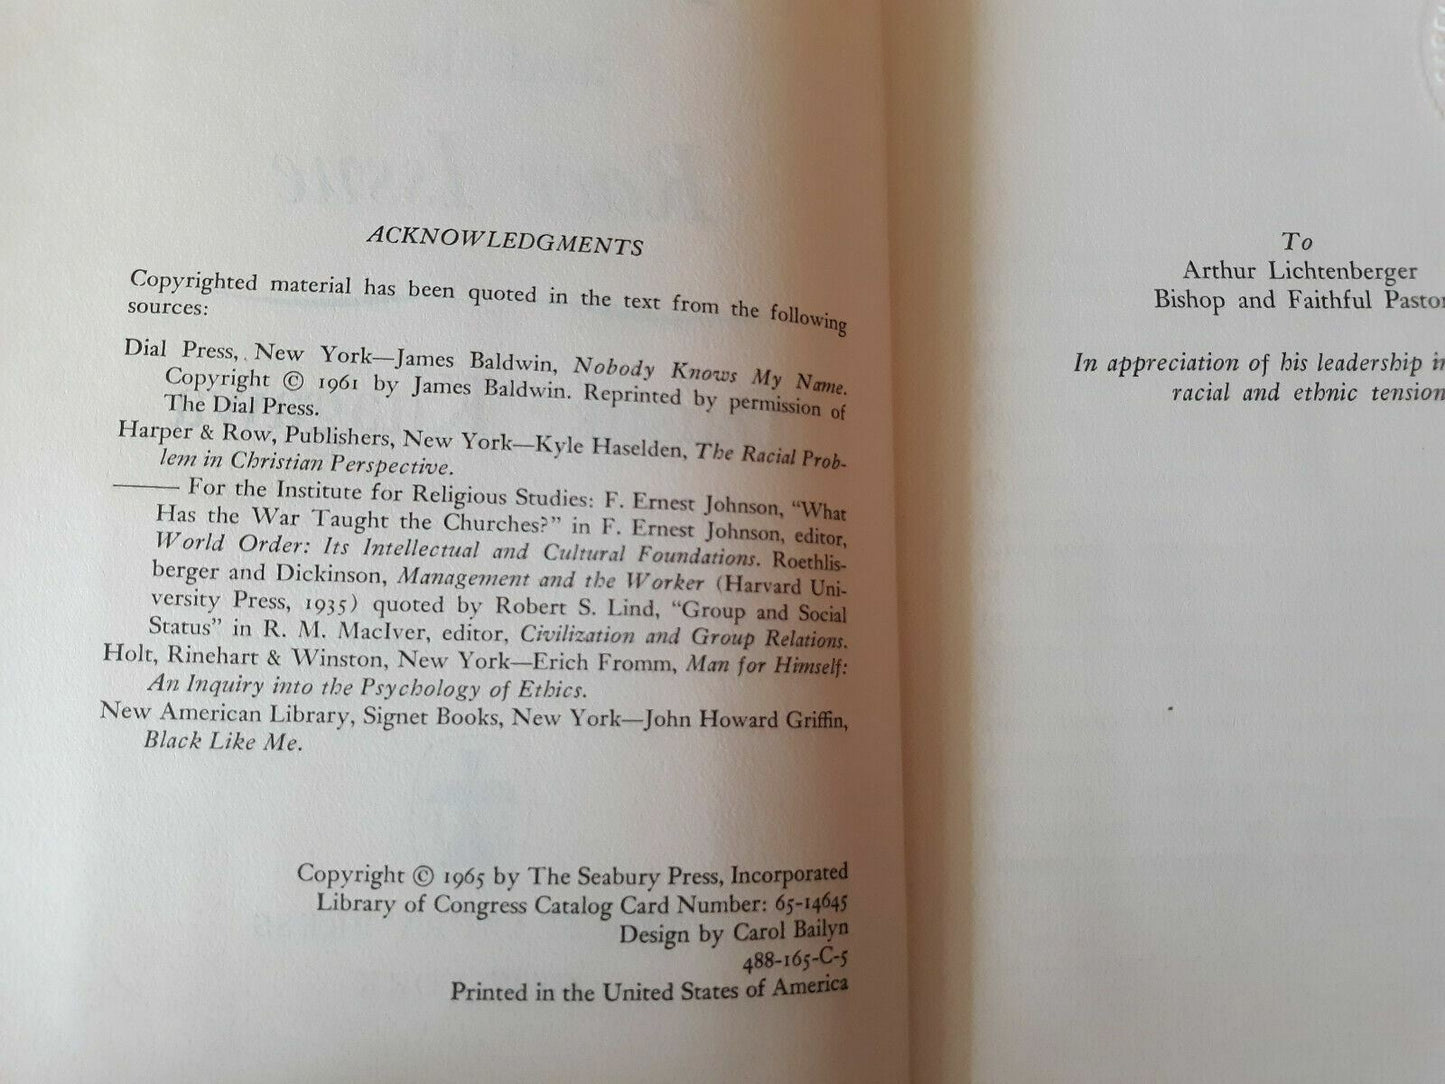 ACKNOWLEDGMENTS
Copyrighted material has been quoted in the text from the following
sources:
Dial Press, New York—James Baldwin, Nobody Knows My Name.
Copyright © 1961 by James Baldwin. Reprinted by permission of
The Dial Press.
Harper & Row, Publishers, New York—Kyle Haselden, The Racial Prob-
lem in Christian Perspective.
——— For the Institute for Religious Studies: F. Ernest Johnson, “What
Has the War Taught the Churches?” in F. Ernest Johnson, editor,
World Order: Its Intellectual and Cultural Foundations. Roethlis-
berger and Dickinson, Management and the Worker (Harvard Uni-
versity Press, 1935) quoted by Robert S. Lind, “Group and Social
Status” in R. M. MacIver, editor, Civilization and Group Relations.
Holt, Rinehart & Winston, New York—Erich Fromm, Man for Himself:
An Inquiry into the Psychology of Ethics.
New American Library, Signet Books, New York—John Howard Griffin,
Black Like Me.
Copyright © 1965 by The Seabury Press, Incorporated
Library of Congress Catalog Card Number: 65-14645
Design by Carol Bailyn
488-165-C-5
Printed in the United States of America
To
Arthur Lichtenberger
Bishop and Faithful Pastor
In appreciation of his leadership in
racial and ethnic tension